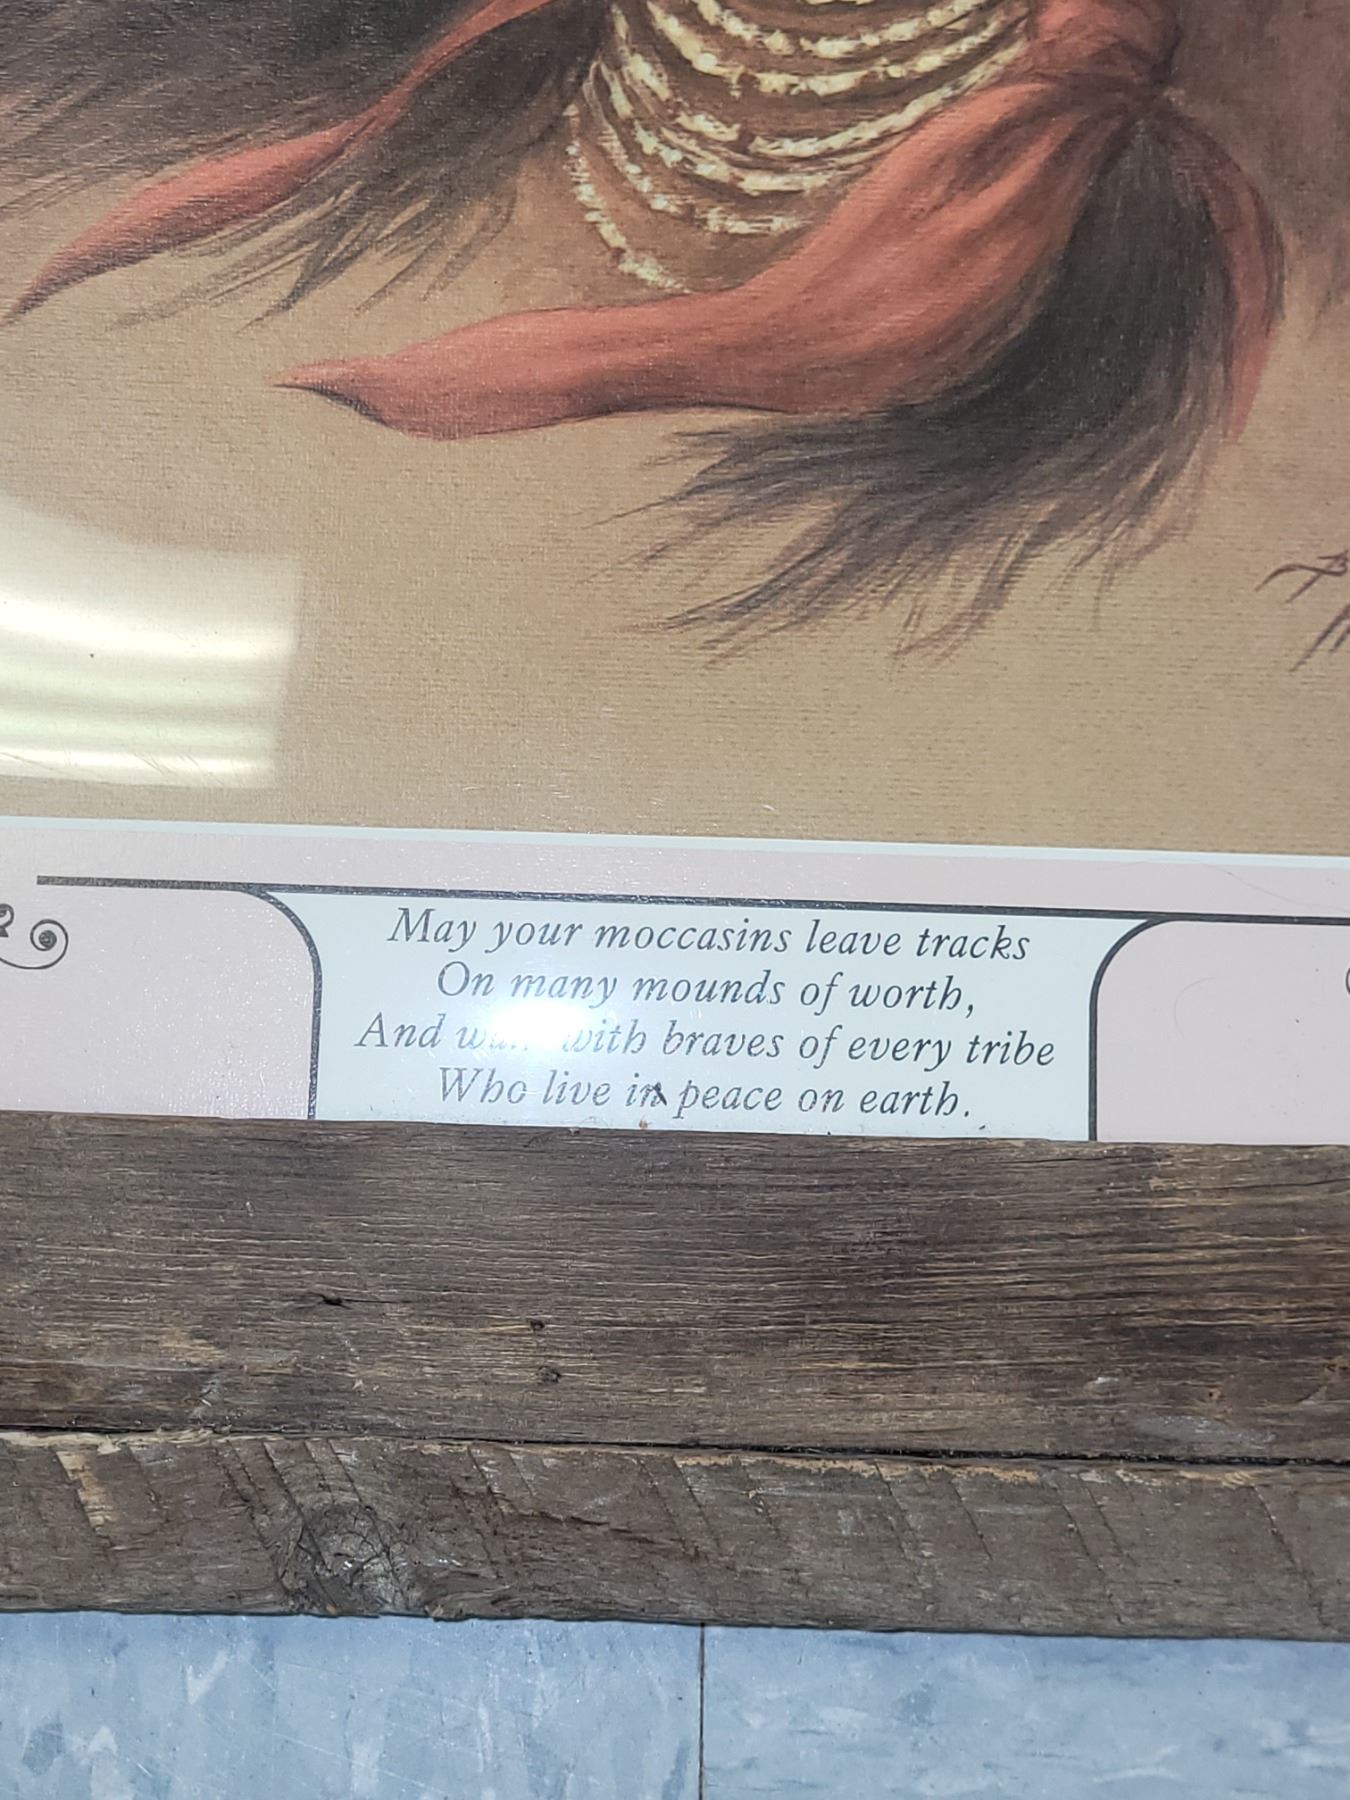 May your moccasins leave tracks
On many mounds of worth,
And with braves of every tribe
Who live in peace on earth.